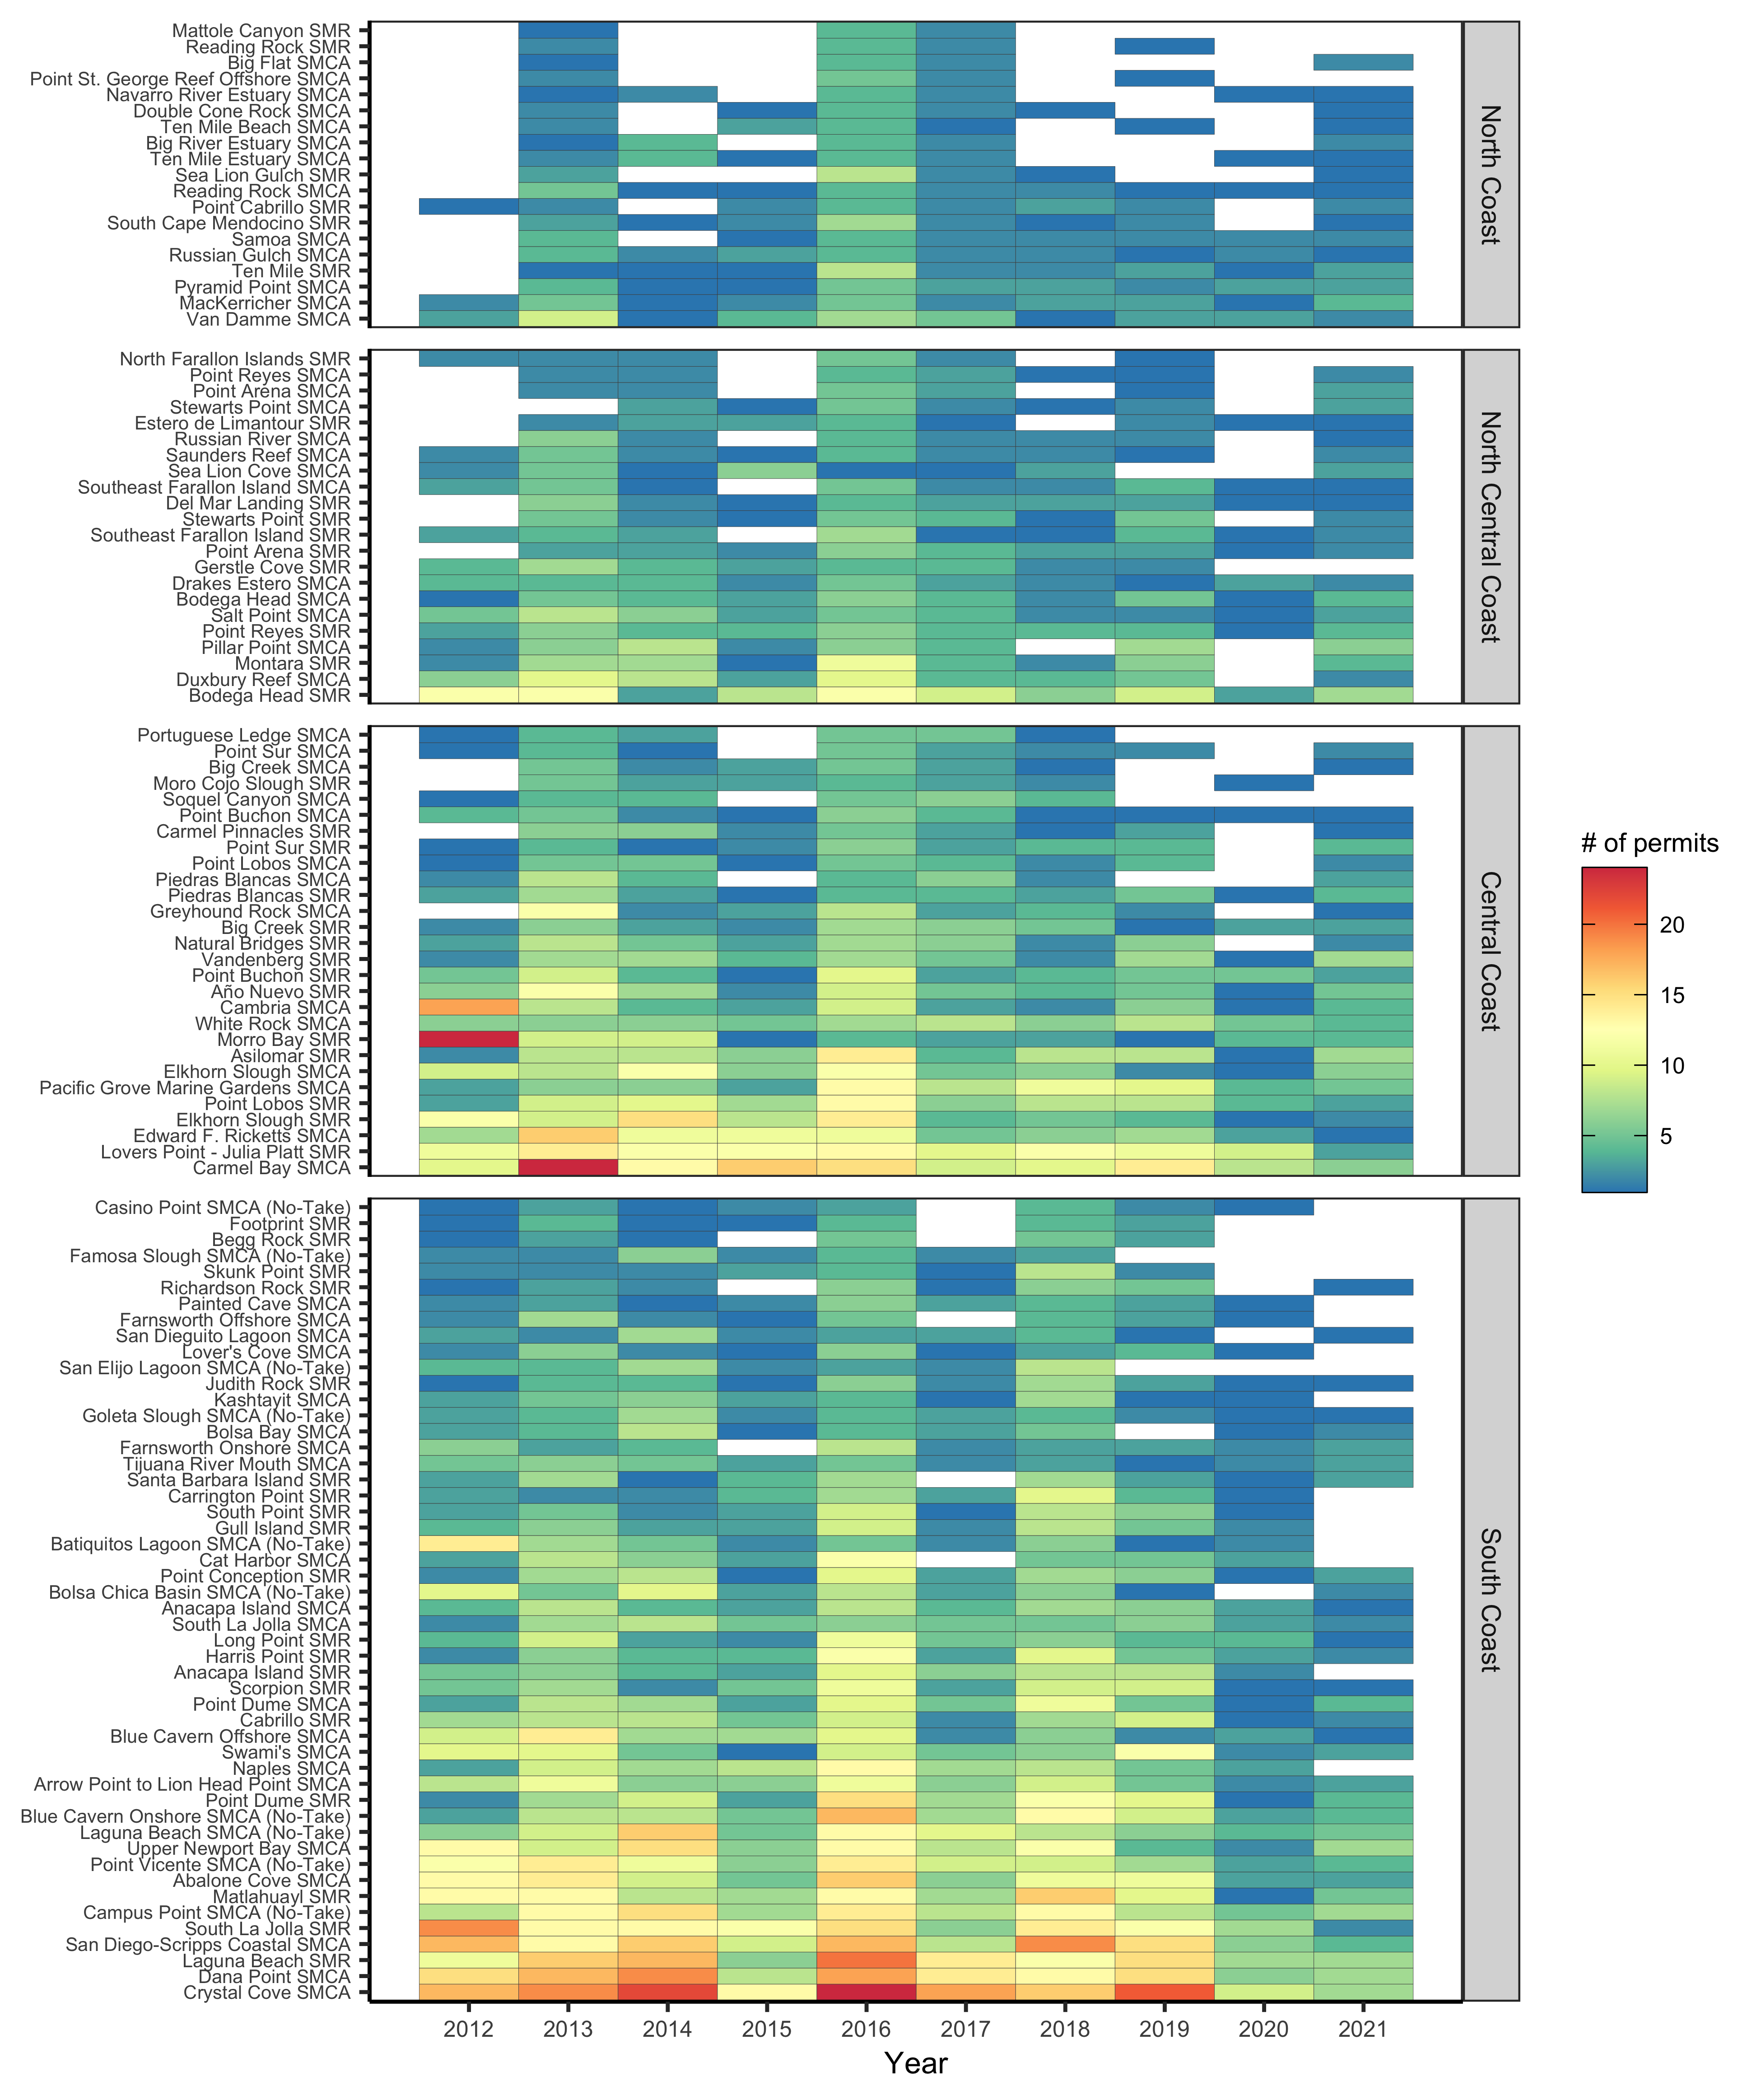 Mattole Canyon SMR
Reading Rock SMR
Big Flat SMCA
Point St. George Reef Offshore SMCA
Navarro River Estuary SMCA
Double Cone Rock SMCA
Ten Mile Beach SMCA
Big River Estuary SMCA
Ten Mile Estuary SMCA
Sea Lion Gulch SMR
Reading Rock SMCA
Point Cabrillo SMR
South Cape Mendocino SMR
Samoa SMCA
Russian Gulch SMCA
Ten Mile SMR
Pyramid Point SMCA
MacKerricher SMCA
Van Damme SMCA
North Coast
North Farallon Islands SMR
Point Reyes SMCA
Point Arena SMCA
Stewarts Point SMCA
Estero de Limantour SMR
Russian River SMCA
Saunders Reef SMCA
Sea Lion Cove SMCA
Southeast Farallon Island SMCA
Del Mar Landing SMR
Stewarts Point SMR
Southeast Farallon Island SMR
Point Arena SMR
Gerstle Cove SMR
Drakes Estero SMCA
Bodega Head SMCA
Salt Point SMCA
Point Reyes SMR
Pillar Point SMCA
Montara SMR
Duxbury Reef SMCA
Bodega Head SMR
North Central Coast
Portuguese Ledge SMCA
Point Sur SMCA
Big Creek SMCA
Moro Cojo Slough SMR
Soquel Canyon SMCA
Point Buchon SMCA
Carmel Pinnacles SMR
Point Sur SMR
Point Lobos SMCA
Piedras Blancas SMCA
Piedras Blancas SMR
Greyhound Rock SMCA
Big Creek SMR
Natural Bridges SMR
Vandenberg SMR
Point Buchon SMR
Año Nuevo SMR
Cambria SMCA
White Rock SMCA
Morro Bay SMR
Asilomar SMR
Elkhorn Slough SMCA
Pacific Grove Marine Gardens SMCA
Point Lobos SMR
Elkhorn Slough SMR
Edward F. Ricketts SMCA
Lovers Point - Julia Platt SMR
Carmel Bay SMCA
Central Coast
Casino Point SMCA (No-Take)
Footprint SMR
Begg Rock SMR
Famosa Slough SMCA (No-Take)
Skunk Point SMR
Richardson Rock SMR
Painted Cave SMCA
Farnsworth Offshore SMCA
San Dieguito Lagoon SMCA
Lover's Cove SMCA
San Elijo Lagoon SMCA (No-Take)
Judith Rock SMR
Kashtayit SMCA
Goleta Slough SMCA (No-Take)
Bolsa Bay SMCA
Farnsworth Onshore SMCA
Tijuana River Mouth SMCA
Santa Barbara Island SMR
Carrington Point SMR
South Point SMR
Gull Island SMR
Batiquitos Lagoon SMCA (No-Take)
Cat Harbor SMCA
Point Conception SMR
Bolsa Chica Basin SMCA (No-Take)
Anacapa Island SMCA
South La Jolla SMCA
Long Point SMR
Harris Point SMR
Anacapa Island SMR
Scorpion SMR
Point Dume SMCA
Cabrillo SMR
Blue Cavern Offshore SMCA
Swami's SMCA
Naples SMCA
Arrow Point to Lion Head Point SMCA
Point Dume SMR
Blue Cavern Onshore SMCA (No-Take)
Laguna Beach SMCA (No-Take)
Upper Newport Bay SMCA
Point Vicente SMCA (No-Take)
Abalone Cove SMCA
Matlahuayl SMR
Campus Point SMCA (No-Take)
South La Jolla SMR
San Diego-Scripps Coastal SMCA
Laguna Beach SMR
Dana Point SMCA
Crystal Cove SMCA
South Coast
2012 2013 2014 2015 2016 2017 2018 2019 2020 2021
Year
# of permits
20
15
10
5